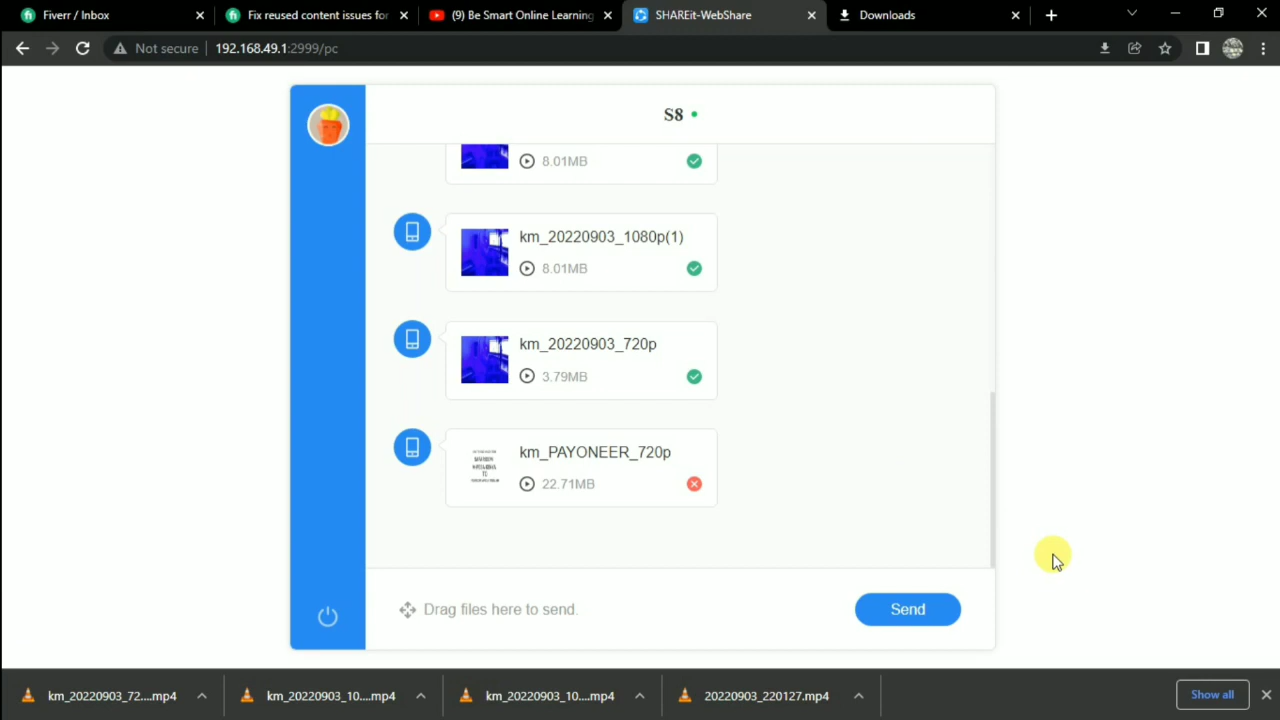 Fiverr / Inbox
Fix reused content issues for
(9) Be Smart Online Learning
SHAREit-WebShare
Downloads
Not secure
192.168.49.1:2999/pc
S8
8.01MB
km_20220903_1080p(1)
8.01MB
km_20220903_720p
3.79MB
km_PAYONEER_720p
22.71MB
Drag files here to send.
Send
km_20220903_72....mp4
km_20220903_10....mp4
km_20220903_10....mp4
20220903_220127.mp4
Show all